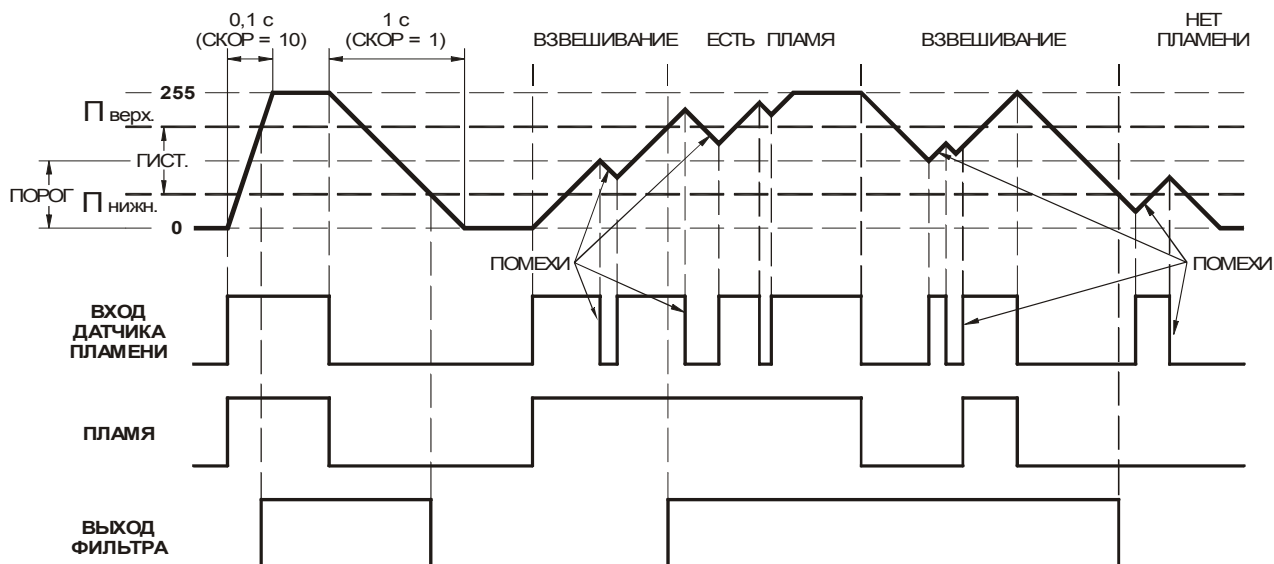 0,1 с
(СКОР = 10)
1 с
(СКОР = 1)
ВЗВЕШИВАНИЕ
ЕСТЬ ПЛАМЯ
ВЗВЕШИВАНИЕ
НЕТ
ПЛАМЕНИ
255
П верх.
ГИСТ.
ПОРОГ
П нижн.
0
ПОМЕХИ
ПОМЕХИ
ВХОД
ДАТЧИКА
ПЛАМЕНИ
ПЛАМЯ
ВЫХОД
ФИЛЬТРА